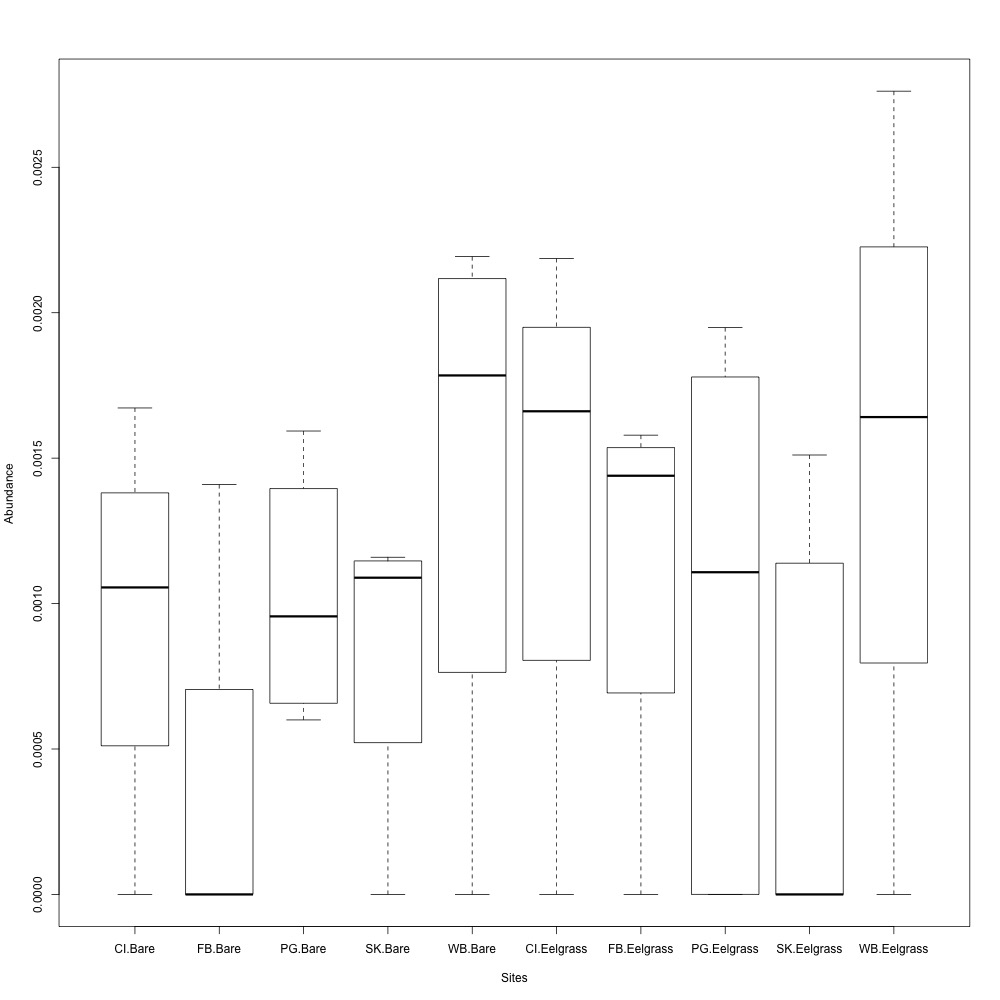 Abundance
0.0025
0.0020
0.0015
0.0010
0.0005
0.0000
CI.Bare FB.Bare PG.Bare SK.Bare WB.Bare CI.Eelgrass FB.Eelgrass PG.Eelgrass SK.Eelgrass WB.Eelgrass
Sites